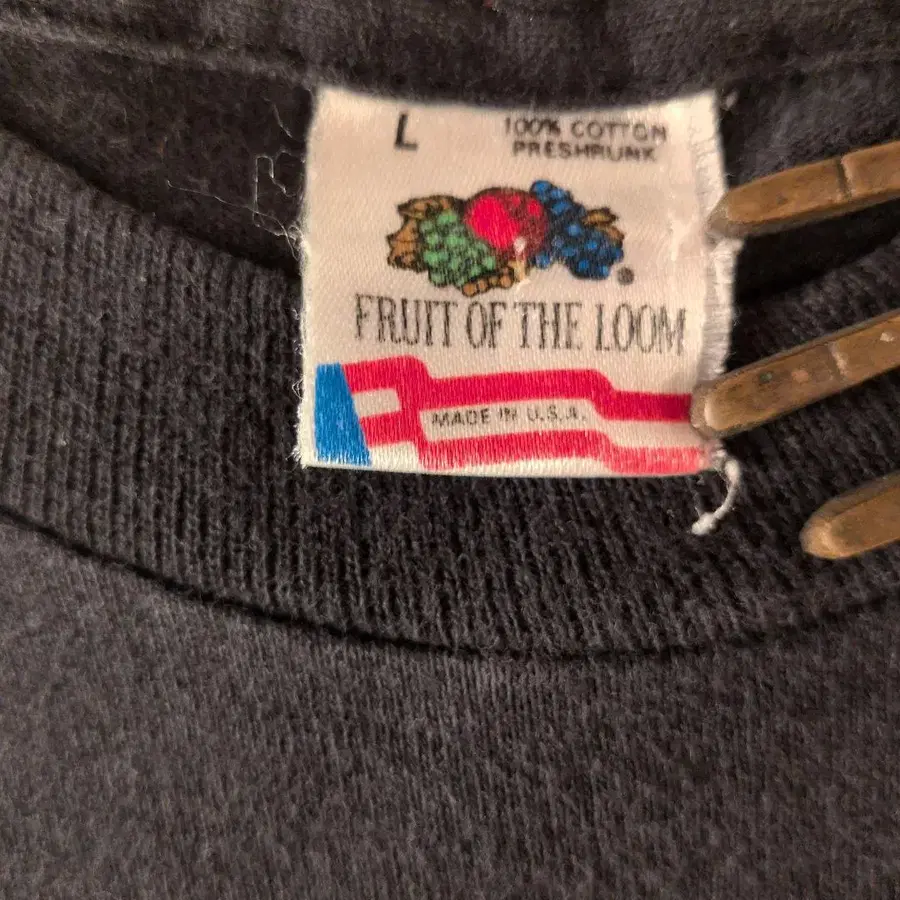 L
100% COTTON
PRESHRUNK
FRUIT OF THE LOOM
®
MADE IN U.S.A.